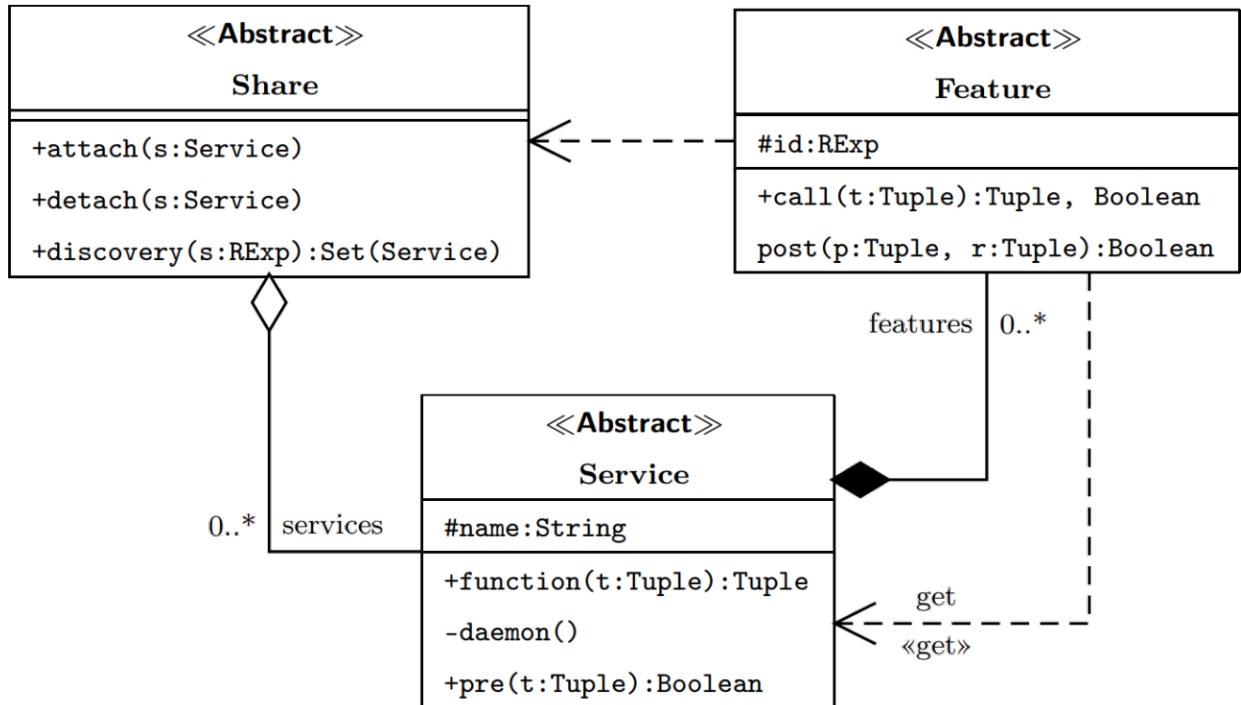 ≪Abstract≫
Share
+attach(s:Service)
+detach(s:Service)
+discovery(s:RExp):Set(Service)
≪Abstract≫
Feature
#id:RExp
+call(t:Tuple):Tuple, Boolean
post(p:Tuple, r:Tuple):Boolean
features 0..*
0..* services
≪Abstract≫
Service
#name:String
+function(t:Tuple):Tuple
-daemon()
+pre(t:Tuple):Boolean
get
«get»